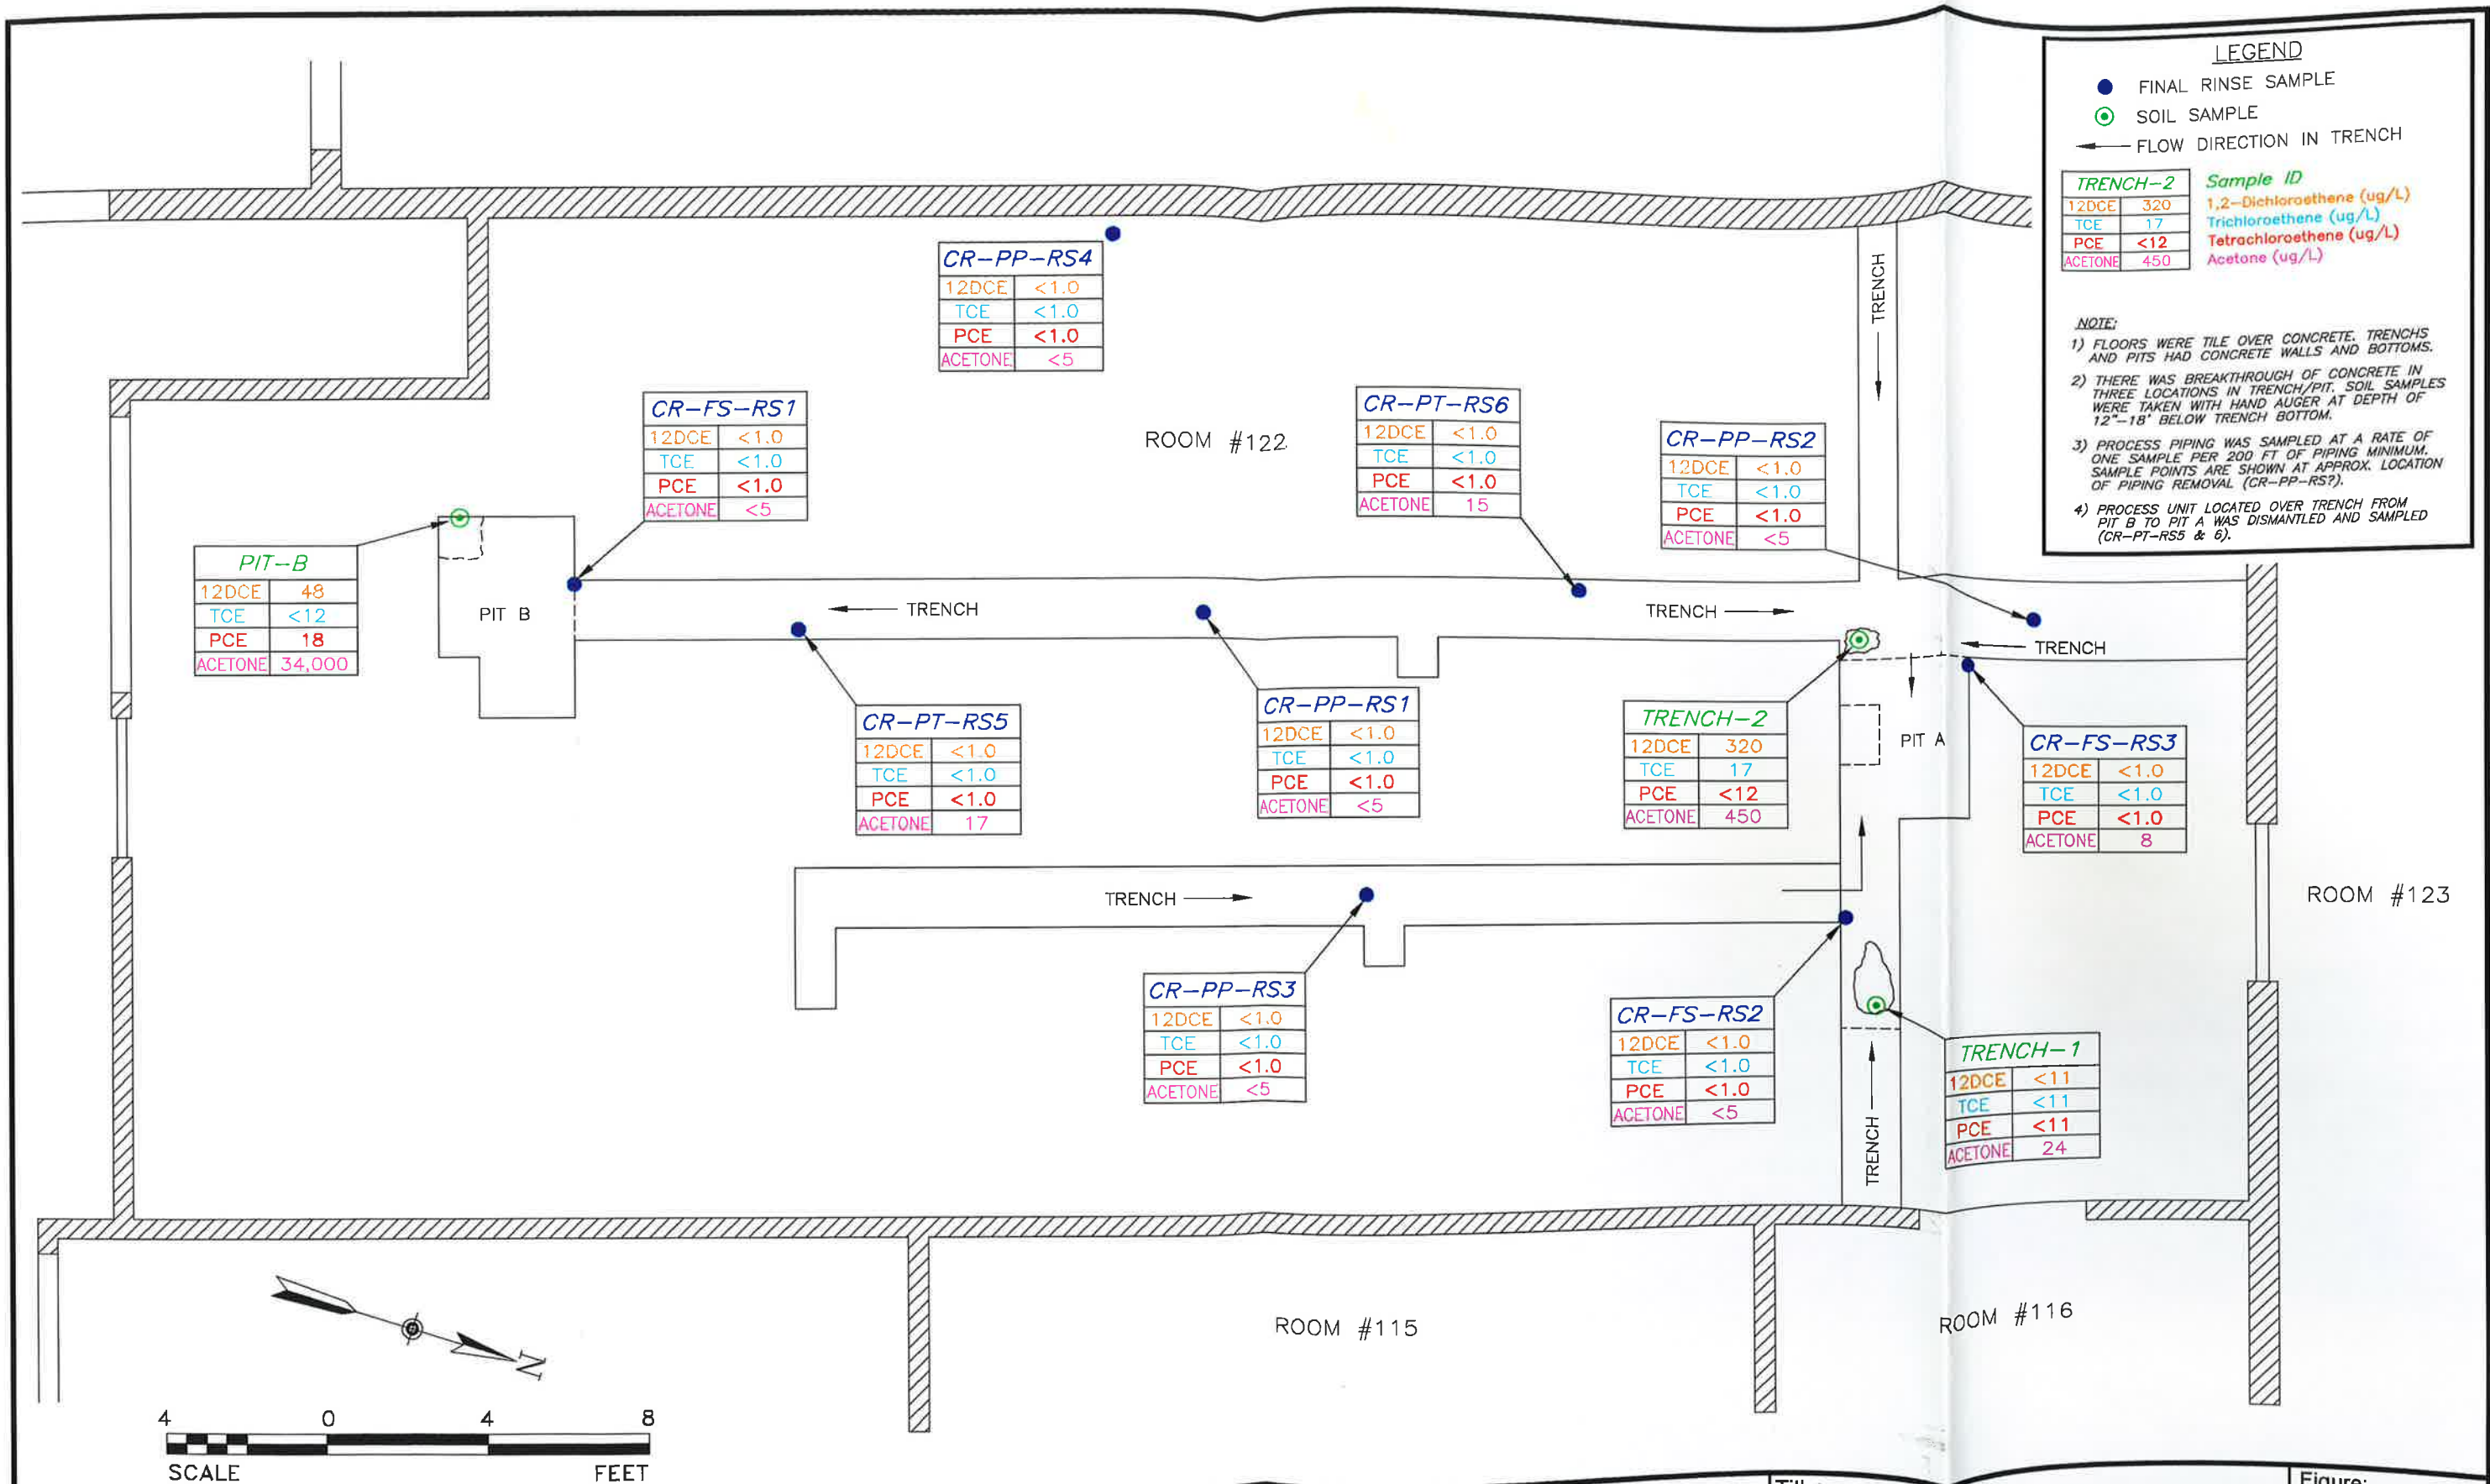 LEGEND
FINAL RINSE SAMPLE
SOIL SAMPLE
FLOW DIRECTION IN TRENCH
TRENCH-2 Sample ID
12DCE 320 1,2-Dichloroethene (ug/L)
TCE 17 Trichloroethene (ug/L)
PCE <12 Tetrachloroethene (ug/L)
ACETONE 450 Acetone (ug/L)
NOTE:
1) FLOORS WERE TILE OVER CONCRETE. TRENCHS
AND PITS HAD CONCRETE WALLS AND BOTTOMS.
2) THERE WAS BREAKTHROUGH OF CONCRETE IN
THREE LOCATIONS IN TRENCH/PIT. SOIL SAMPLES
WERE TAKEN WITH HAND AUGER AT DEPTH OF
12"-18' BELOW TRENCH BOTTOM.
3) PROCESS PIPING WAS SAMPLED AT A RATE OF
ONE SAMPLE PER 200 FT OF PIPING MINIMUM.
SAMPLE POINTS ARE SHOWN AT APPROX. LOCATION
OF PIPING REMOVAL (CR-PP-RS?).
4) PROCESS UNIT LOCATED OVER TRENCH FROM
PIT B TO PIT A WAS DISMANTLED AND SAMPLED
(CR-PT-RS5 & 6).
CR-PP-RS4
12DCE <1.0
TCE <1.0
PCE <1.0
ACETONE <5
TRENCH
CR-FS-RS1
12DCE <1.0
TCE <1.0
PCE <1.0
ACETONE <5
ROOM #122
CR-PT-RS6
12DCE <1.0
TCE <1.0
PCE <1.0
ACETONE 15
CR-PP-RS2
12DCE <1.0
TCE <1.0
PCE <1.0
ACETONE <5
PIT-B
12DCE 48
TCE <12
PCE 18
ACETONE 34,000
PIT B
TRENCH
TRENCH
TRENCH
CR-PT-RS5
12DCE <1.0
TCE <1.0
PCE <1.0
ACETONE 17
CR-PP-RS1
12DCE <1.0
TCE <1.0
PCE <1.0
ACETONE <5
TRENCH-2
12DCE 320
TCE 17
PCE <12
ACETONE 450
PIT A
CR-FS-RS3
12DCE <1.0
TCE <1.0
PCE <1.0
ACETONE 8
TRENCH
ROOM #123
CR-PP-RS3
12DCE <1.0
TCE <1.0
PCE <1.0
ACETONE <5
CR-FS-RS2
12DCE <1.0
TCE <1.0
PCE <1.0
ACETONE <5
TRENCH
TRENCH-1
12DCE <11
TCE <11
PCE <11
ACETONE 24
ROOM #115
ROOM #116
N
4 0 4 8
SCALE FEET
Figure: